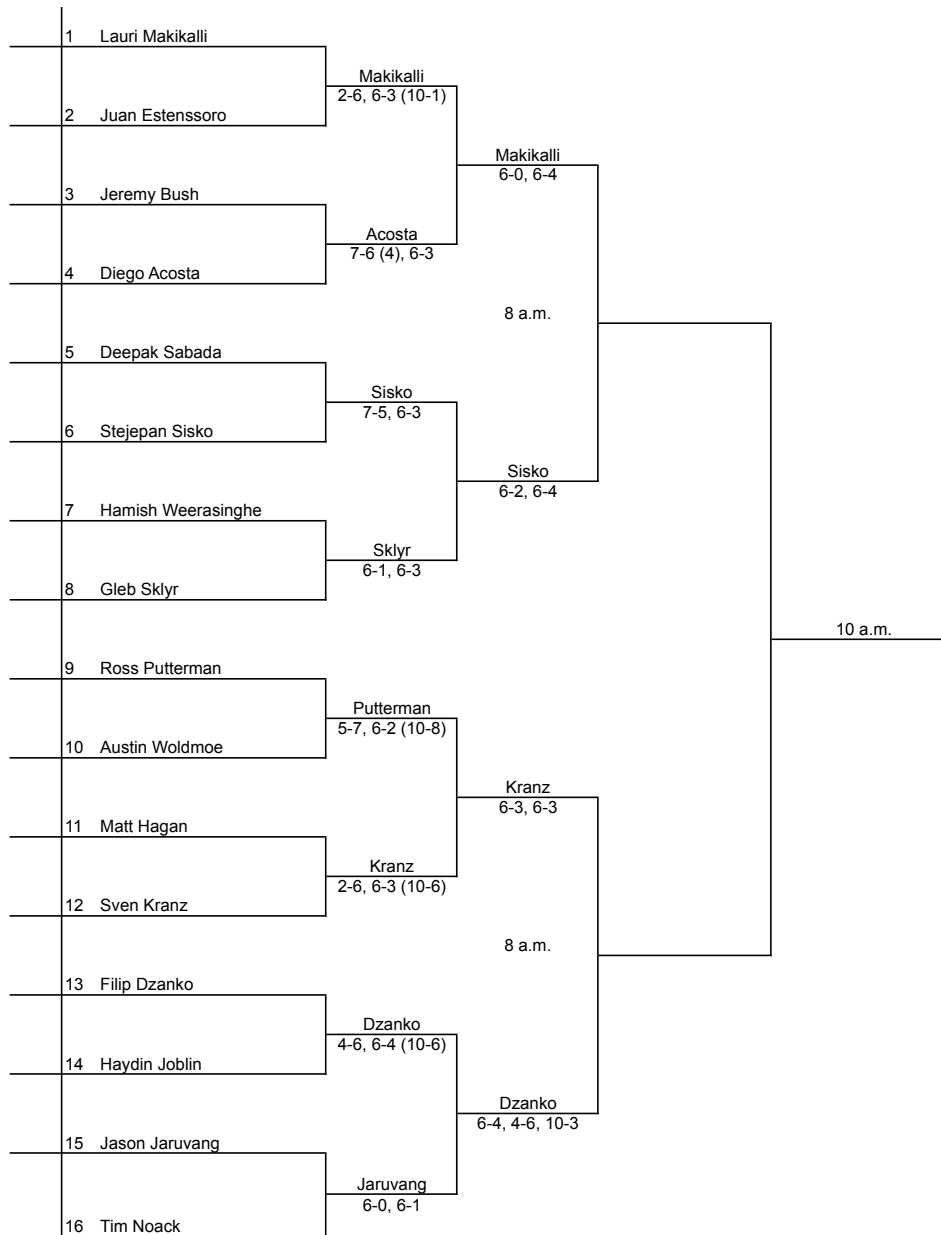 1 Lauri Makikalli
Makikalli
2-6, 6-3 (10-1)
2 Juan Estenssoro
Makikalli
6-0, 6-4
3 Jeremy Bush
Acosta
7-6 (4), 6-3
4 Diego Acosta
8 a.m.
5 Deepak Sabada
Sisko
7-5, 6-3
6 Stejepan Sisko
Sisko
6-2, 6-4
7 Hamish Weerasinghe
Sklyr
6-1, 6-3
8 Gleb Sklyr
10 a.m.
9 Ross Putterman
Putterman
5-7, 6-2 (10-8)
10 Austin Woldmoe
Kranz
6-3, 6-3
11 Matt Hagan
Kranz
2-6, 6-3 (10-6)
12 Sven Kranz
8 a.m.
13 Filip Dzanko
Dzanko
4-6, 6-4 (10-6)
14 Haydin Joblin
Dzanko
6-4, 4-6, 10-3
15 Jason Jaruvang
Jaruvang
6-0, 6-1
16 Tim Noack